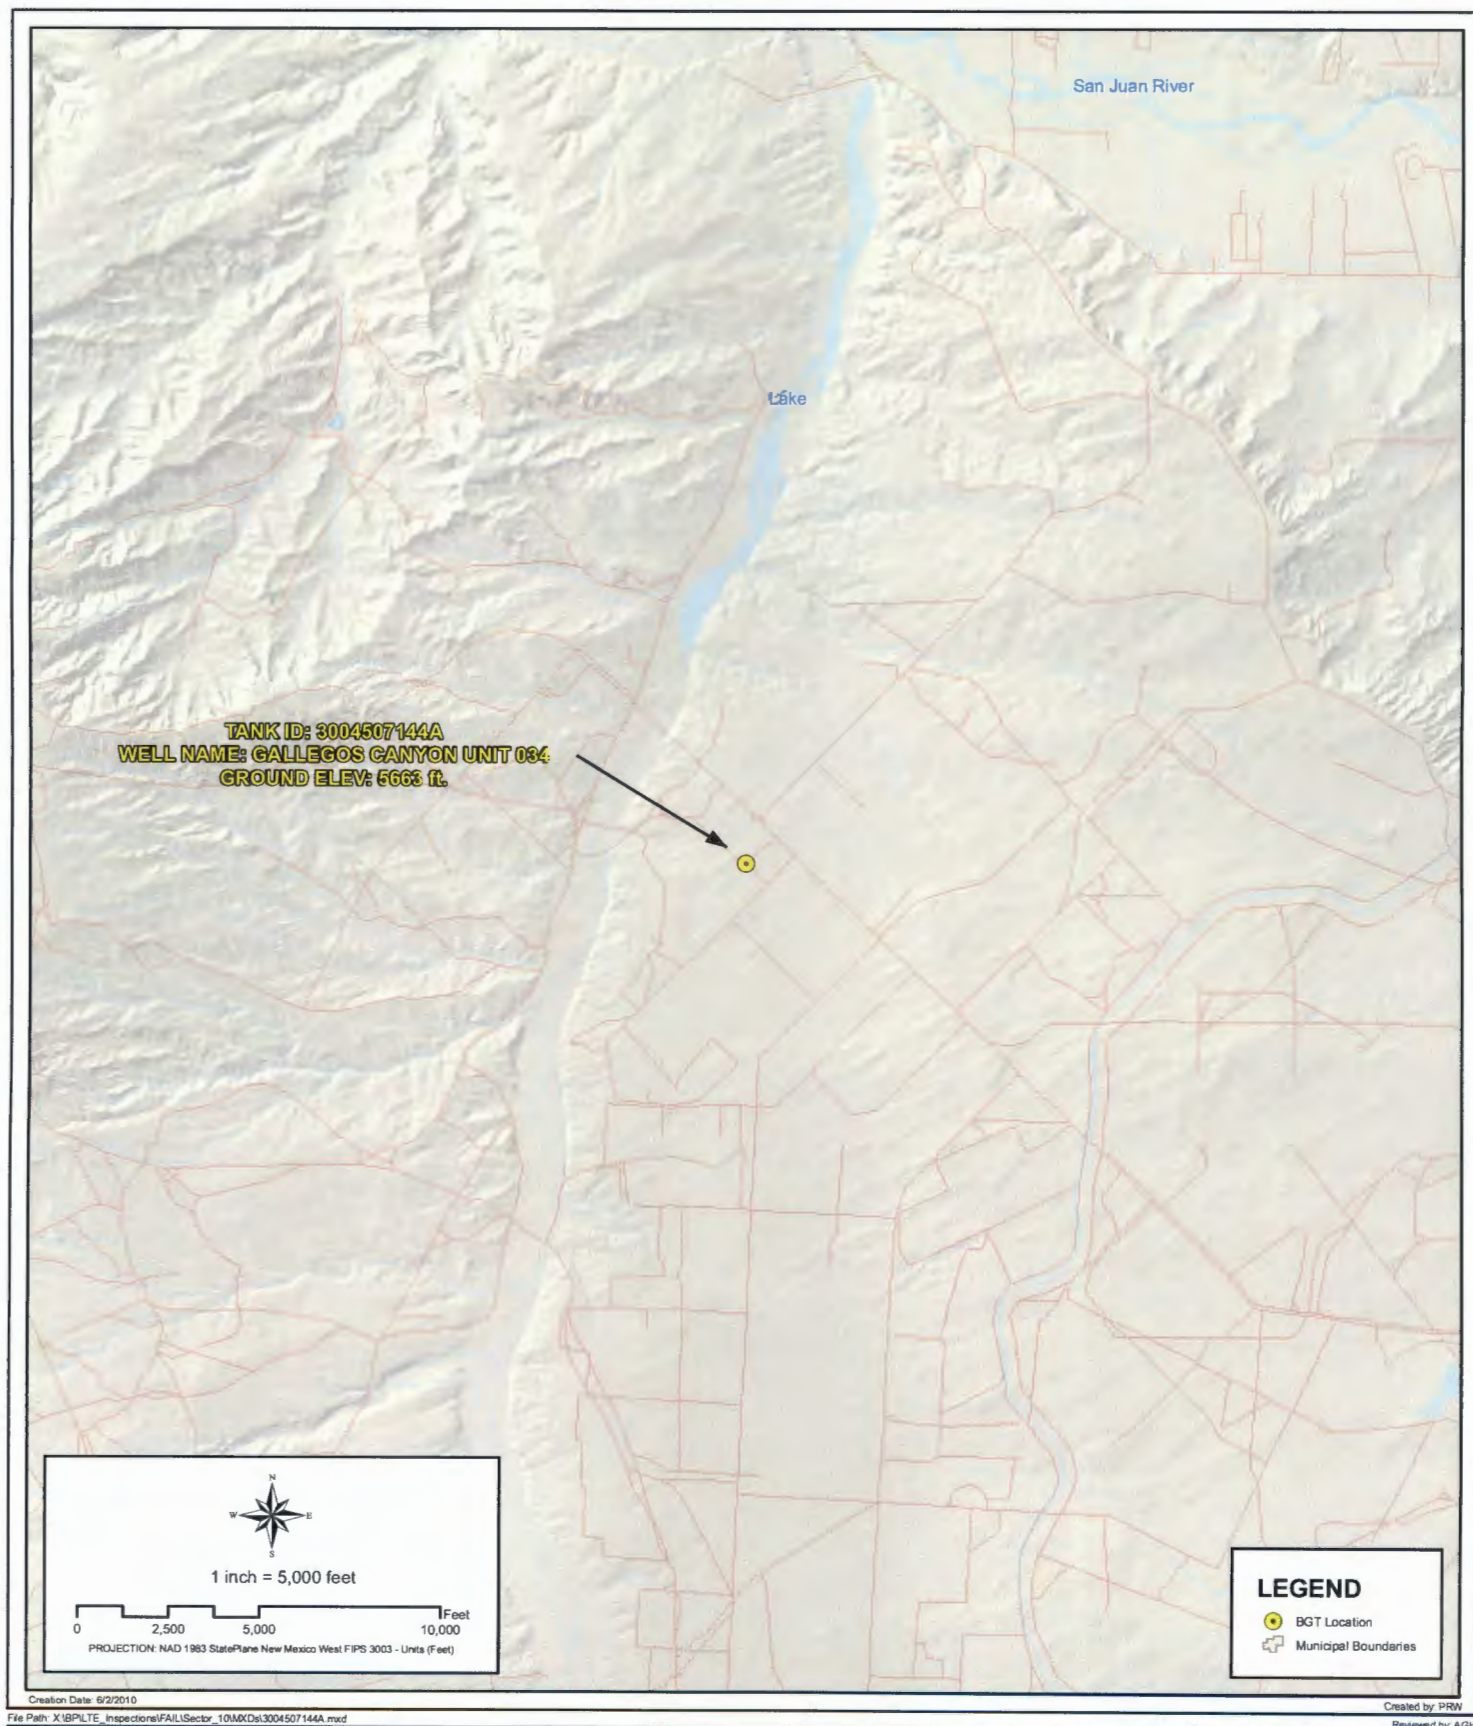 San Juan River
Lake
TANK ID: 3004507144A
WELL NAME: GALLEGOS CANYON UNIT 034
GROUND ELEV: 5663 ft.
N
W E
S
1 inch = 5,000 feet
Feet
0 2,500 5,000 10,000
PROJECTION: NAD 1983 StatePlane New Mexico West FIPS 3003 - Units (Feet)
LEGEND
BGT Location
Municipal Boundaries
Creation Date: 6/2/2010
Created by: PRW
File Path: X:\BP\LTE_Inspections\FAIL\Sector_10\MXDs\3004507144A.mxd
Reviewed by: